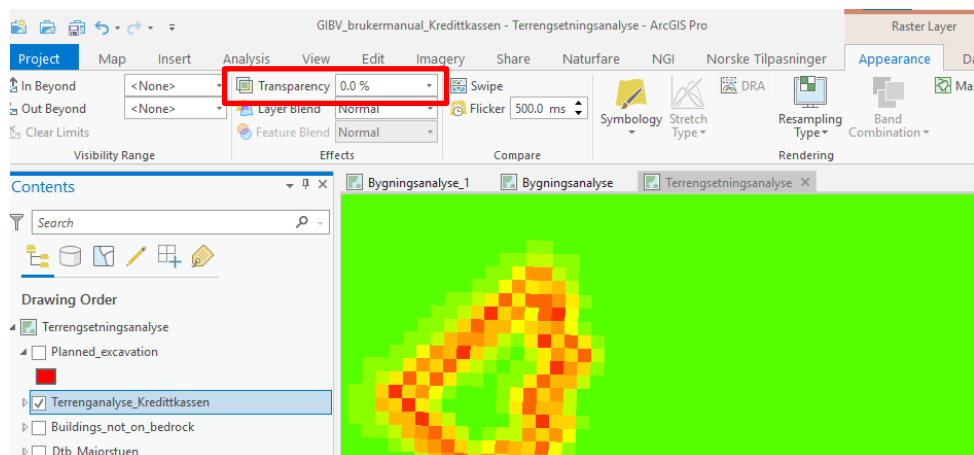 GIBV_brukermanual_Kredittkassen - Terrengsetningsanalyse - ArcGIS Pro
Raster Layer
Project Map Insert Analysis View Edit Imagery Share Naturfare NGI Norske Tilpasninger Appearance
In Beyond <None> Transparency 0.0 % Swipe DRA
Out Beyond <None> Layer Blend Normal Flicker 500.0 ms Symbology Stretch Type Resampling Type Band Combination
Clear Limits Feature Blend Normal
Visibility Range Effects Compare Rendering
Contents Bygningsanalyse_1 Bygningsanalyse Terrengsetningsanalyse
Search
Drawing Order
Terrengsetningsanalyse
Planned_excavation
Terrenganalyse_Kredittkassen
Buildings_not_on_bedrock
Dtb_Majorstuen